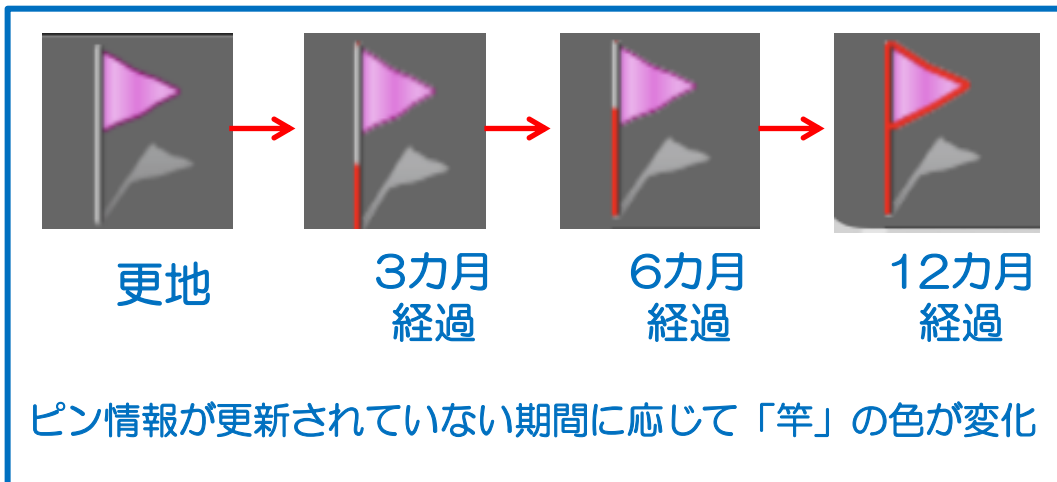 更地
3カ月
経過
6カ月
経過
12カ月
経過
ピン情報が更新されていない期間に応じて「竿」の色が変化